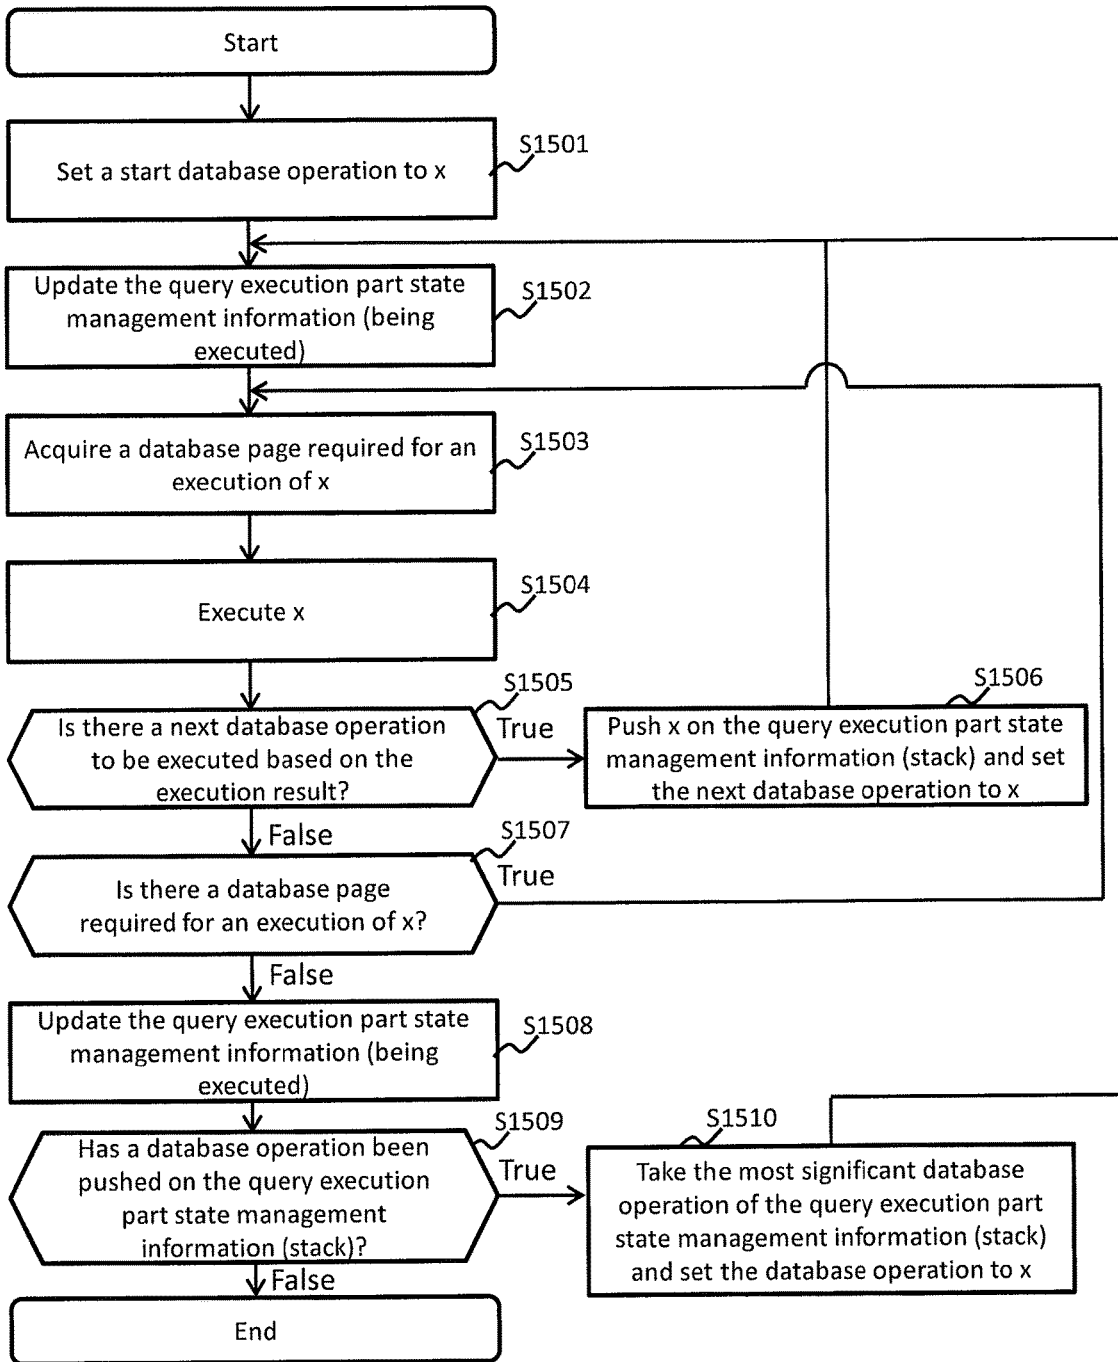 Start
S1501
Set a start database operation to x
S1502
Update the query execution part state
management information (being
executed)
S1503
Acquire a database page required for an
execution of x
S1504
Execute x
S1505
Is there a next database operation
to be executed based on the
execution result?
True
S1506
Push x on the query execution part state
management information (stack) and set
the next database operation to x
False
S1507
Is there a database page
required for an execution of x?
True
False
S1508
Update the query execution part state
management information (being
executed)
S1509
Has a database operation been
pushed on the query execution
part state management
information (stack)?
True
S1510
Take the most significant database
operation of the query execution part
state management information (stack)
and set the database operation to x
False
End